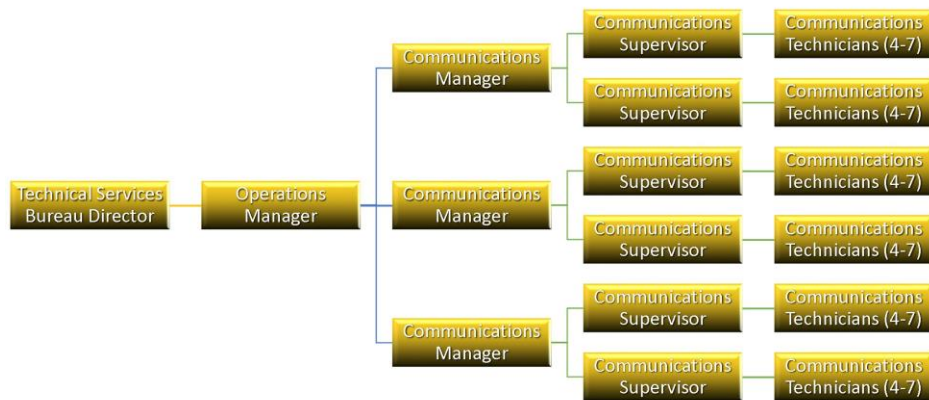 Technical Services
Bureau Director
Operations
Manager
Communications
Manager
Communications
Supervisor
Communications
Technicians (4-7)
Communications
Supervisor
Communications
Technicians (4-7)
Communications
Manager
Communications
Supervisor
Communications
Technicians (4-7)
Communications
Supervisor
Communications
Technicians (4-7)
Communications
Manager
Communications
Supervisor
Communications
Technicians (4-7)
Communications
Supervisor
Communications
Technicians (4-7)